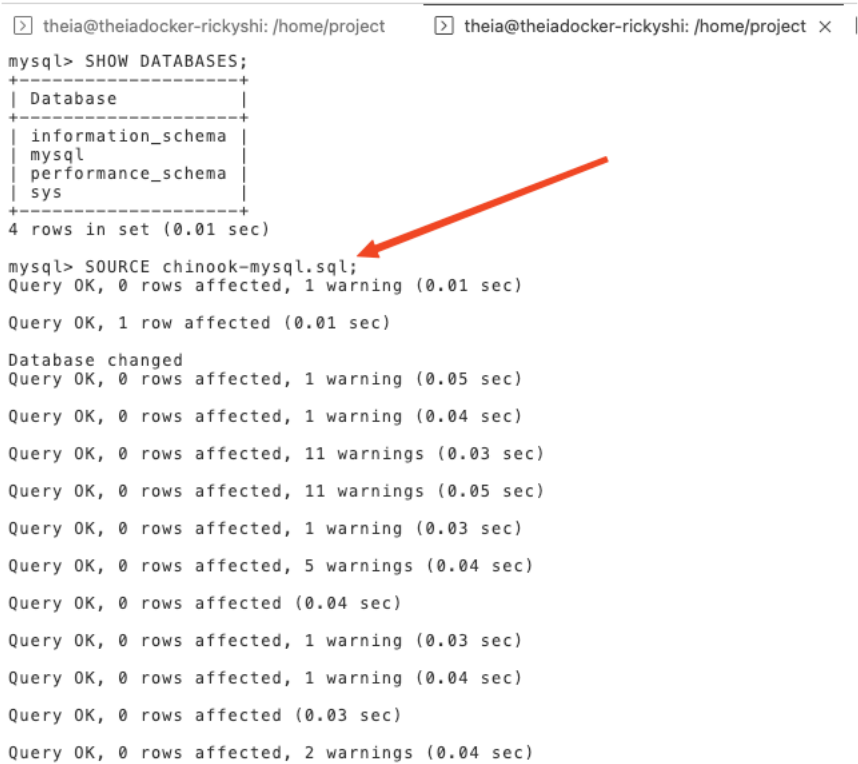 theia@theiadocker-rickyshi: /home/project theia@theiadocker-rickyshi: /home/project ×
mysql> SHOW DATABASES;
+--------------------+
| Database           |
+--------------------+
| information_schema |
| mysql              |
| performance_schema |
| sys                |
+--------------------+
4 rows in set (0.01 sec)
mysql> SOURCE chinook-mysql.sql;
Query OK, 0 rows affected, 1 warning (0.01 sec)
Query OK, 1 row affected (0.01 sec)
Database changed
Query OK, 0 rows affected, 1 warning (0.05 sec)
Query OK, 0 rows affected, 1 warning (0.04 sec)
Query OK, 0 rows affected, 11 warnings (0.03 sec)
Query OK, 0 rows affected, 11 warnings (0.05 sec)
Query OK, 0 rows affected, 1 warning (0.03 sec)
Query OK, 0 rows affected, 5 warnings (0.04 sec)
Query OK, 0 rows affected (0.04 sec)
Query OK, 0 rows affected, 1 warning (0.03 sec)
Query OK, 0 rows affected, 1 warning (0.04 sec)
Query OK, 0 rows affected (0.03 sec)
Query OK, 0 rows affected, 2 warnings (0.04 sec)